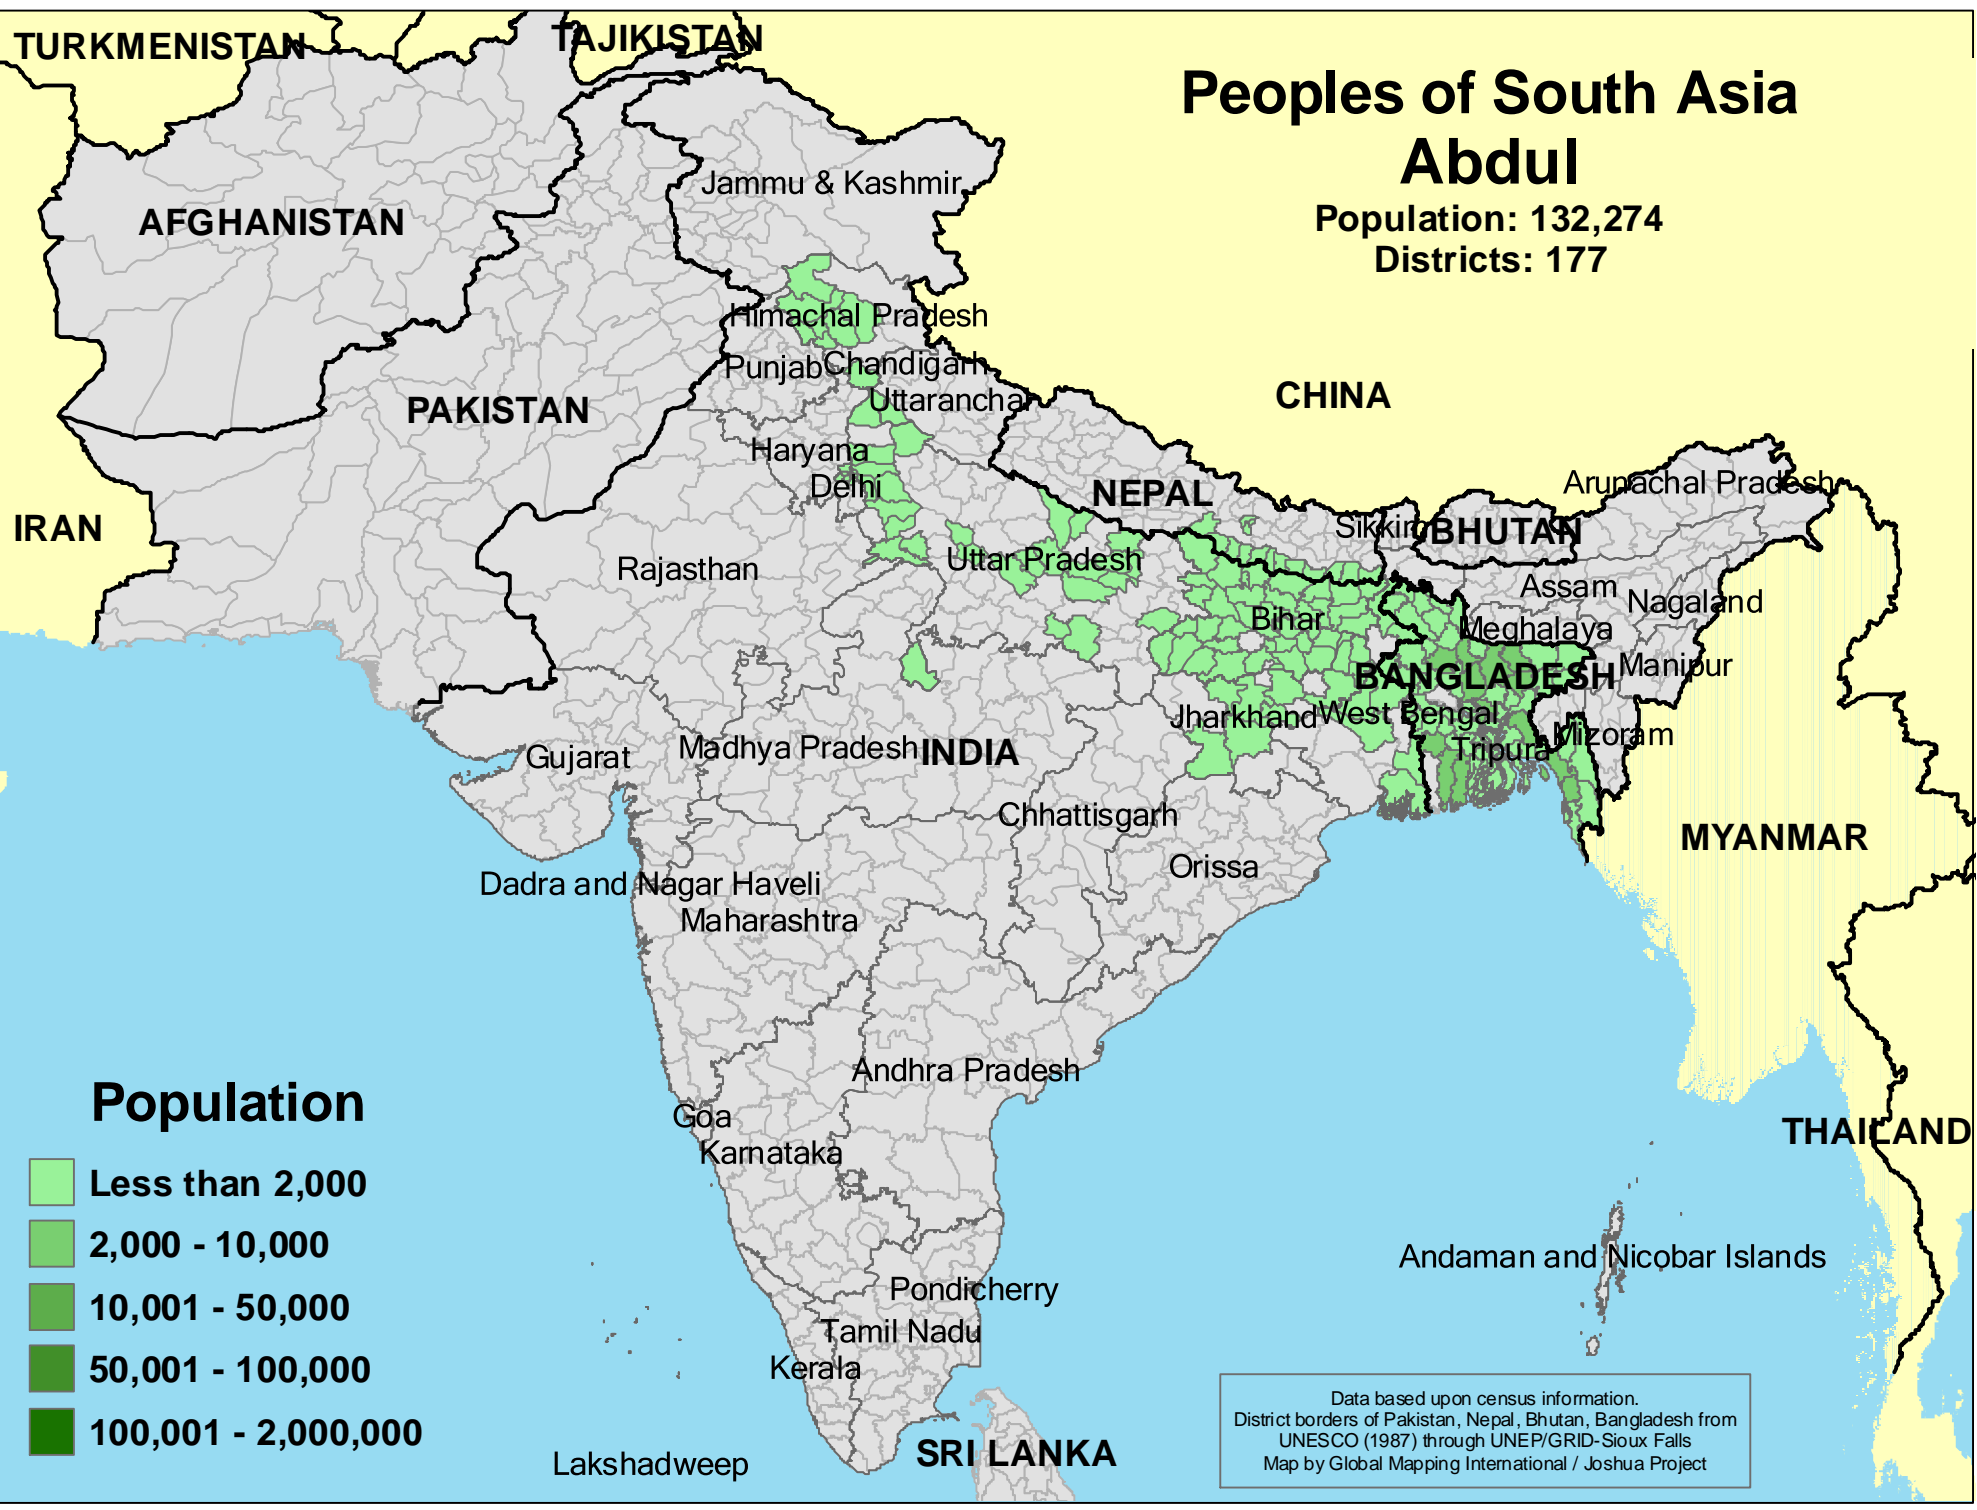 TURKMENISTAN
TAJIKISTAN
Peoples of South Asia
Abdul
Population: 132,274
Districts: 177
Jammu & Kashmir
AFGHANISTAN
Himachal Pradesh
Punjab
Chandigarh
Uttaranchal
CHINA
PAKISTAN
Haryana
Delhi
NEPAL
Arunachal Pradesh
IRAN
Sikkim
BHUTAN
Rajasthan
Uttar Pradesh
Assam
Nagaland
Bihar
Meghalaya
BANGLADESH
Manipur
Jharkhand
West Bengal
Mizoram
Gujarat
Madhya Pradesh
INDIA
Tripura
Chhattisgarh
MYANMAR
Orissa
Dadra and Nagar Haveli
Maharashtra
Andhra Pradesh
Goa
Karnataka
THAILAND
Population
Less than 2,000
2,000 - 10,000
10,001 - 50,000
50,001 - 100,000
100,001 - 2,000,000
Andaman and Nicobar Islands
Pondicherry
Tamil Nadu
Kerala
Lakshadweep
SRI LANKA
Data based upon census information.
District borders of Pakistan, Nepal, Bhutan, Bangladesh from
UNESCO (1987) through UNEP/GRID-Sioux Falls
Map by Global Mapping International / Joshua Project